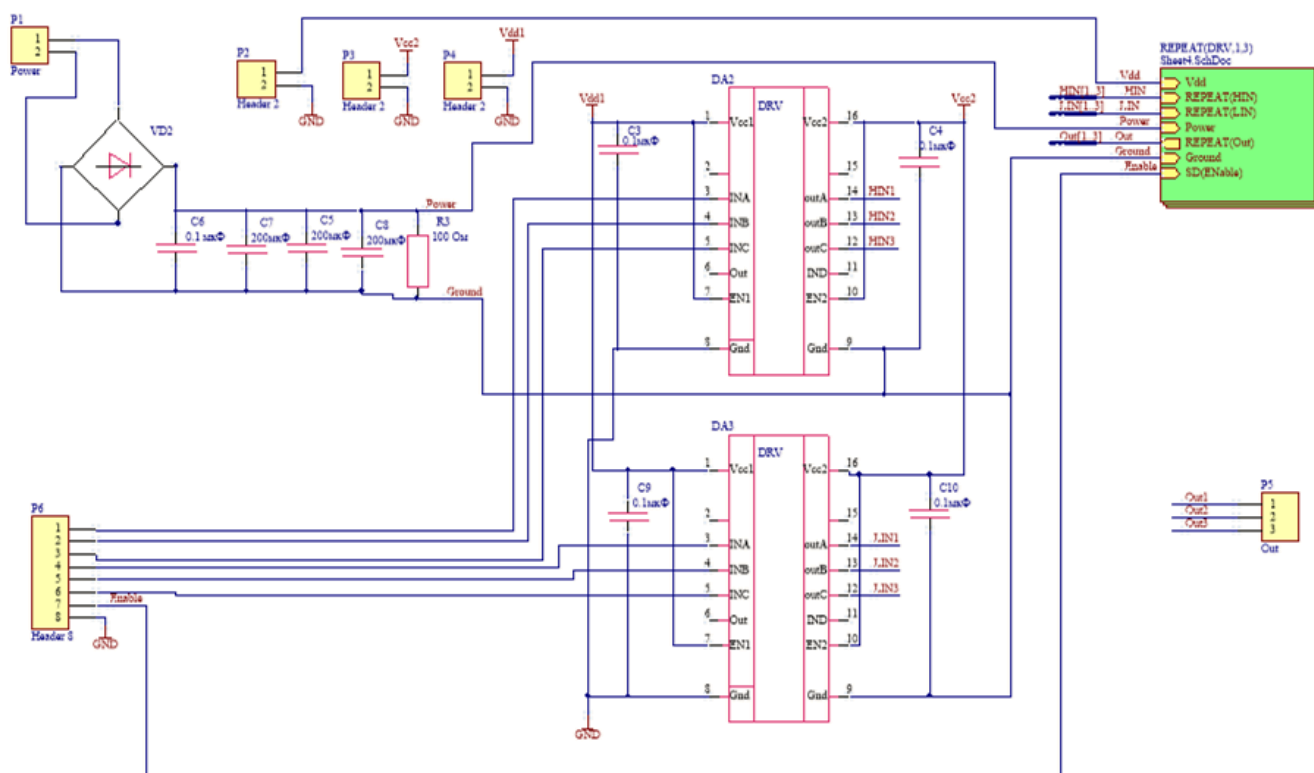 P1
1
2
Power
VD2
P2
1
2
Header 2
GND
P3
1
2
Header 2
Vcc2
GND
P4
1
2
Header 2
Vdd1
GND
C6
0.1 мкФ
C7
200мкФ
C5
200мкФ
C8
200мкФ
R3
100 Ом
Power
Ground
Vdd1
C3
0.1мкФ
DA2
DRV
1 Vcc1
2
3 INA
4 INB
5 INC
6 Out
7 EN1
8 Gnd
Vcc2 16
15
outA 14 HIN1
outB 13 HIN2
outC 12 HIN3
IND 11
EN2 10
Gnd 9
C4
0.1мкФ
Vcc2
REPEAT(DRV,1,3)
Sheet4.SchDoc
Vdd Vdd
HIN[1..3] HIN REPEAT(HIN)
LIN[1..3] LIN REPEAT(LIN)
Power Power
Out[1..3] Out REPEAT(Out)
Ground Ground
Enable SD(ENable)
P6
1
2
3
4
5
6
7
8
Header 8
Enable
GND
C9
0.1мкФ
DA3
DRV
1 Vcc1
2
3 INA
4 INB
5 INC
6 Out
7 EN1
8 Gnd
Vcc2 16
15
outA 14 LIN1
outB 13 LIN2
outC 12 LIN3
IND 11
EN2 10
Gnd 9
C10
0.1мкФ
GND
P5
Out1 1
Out2 2
Out3 3
Out